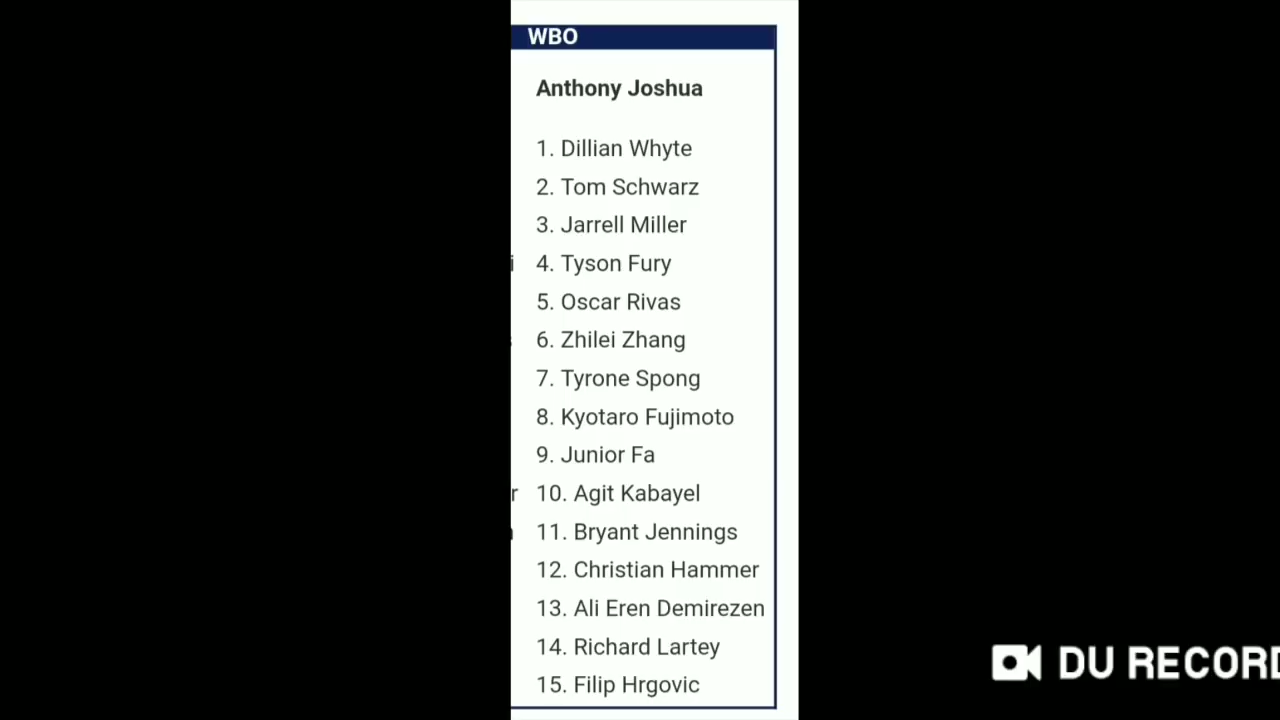 WBO
Anthony Joshua
1. Dillian Whyte
2. Tom Schwarz
3. Jarrell Miller
4. Tyson Fury
5. Oscar Rivas
6. Zhilei Zhang
7. Tyrone Spong
8. Kyotaro Fujimoto
9. Junior Fa
10. Agit Kabayel
11. Bryant Jennings
12. Christian Hammer
13. Ali Eren Demirezen
14. Richard Lartey
15. Filip Hrgovic
DU RECORD